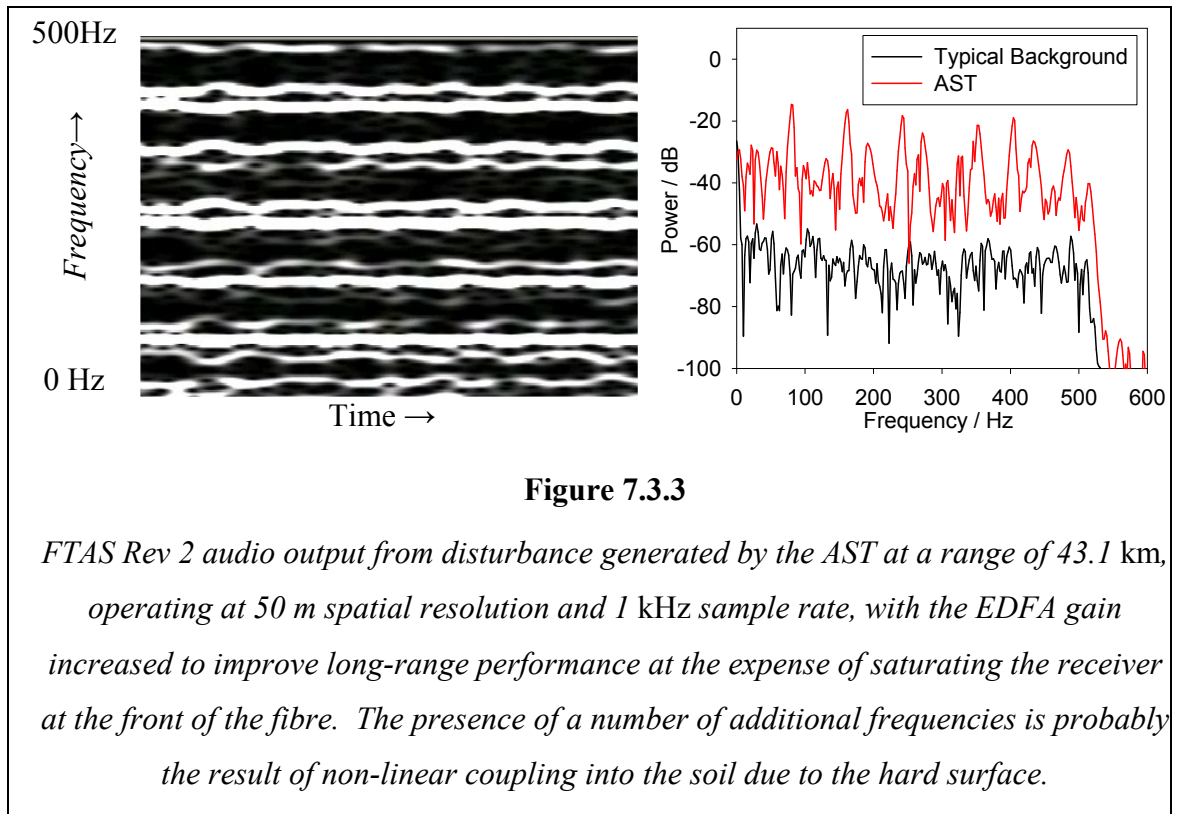 500Hz
Frequency→
0 Hz
Time →
Typical Background
AST
Power / dB
0
-20
-40
-60
-80
-100
0 100 200 300 400 500 600
Frequency / Hz
Figure 7.3.3
FTAS Rev 2 audio output from disturbance generated by the AST at a range of 43.1 km,
operating at 50 m spatial resolution and 1 kHz sample rate, with the EDFA gain
increased to improve long-range performance at the expense of saturating the receiver
at the front of the fibre. The presence of a number of additional frequencies is probably
the result of non-linear coupling into the soil due to the hard surface.